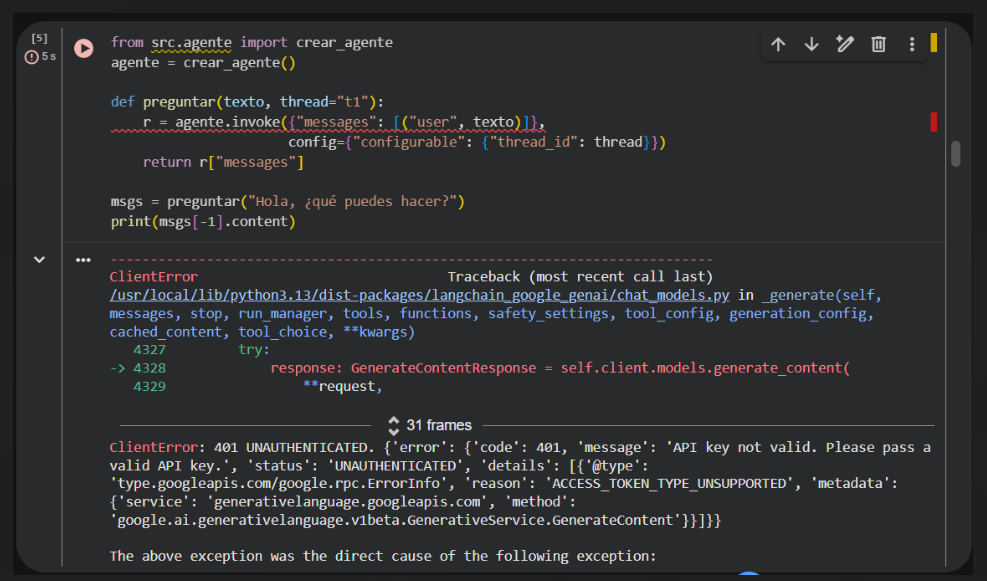 [5]
5 s
from src.agente import crear_agente
agente = crear_agente()
def preguntar(texto, thread="t1"):
    r = agente.invoke({"messages": [("user", texto)]},
                      config={"configurable": {"thread_id": thread}})
    return r["messages"]
msgs = preguntar("Hola, ¿qué puedes hacer?")
print(msgs[-1].content)
---------------------------------------------------------------------------
ClientError                               Traceback (most recent call last)
/usr/local/lib/python3.13/dist-packages/langchain_google_genai/chat_models.py in _generate(self,
messages, stop, run_manager, tools, functions, safety_settings, tool_config, generation_config,
cached_content, tool_choice, **kwargs)
   4327         try:
-> 4328             response: GenerateContentResponse = self.client.models.generate_content(
   4329                 **request,
31 frames
ClientError: 401 UNAUTHENTICATED. {'error': {'code': 401, 'message': 'API key not valid. Please pass a
valid API key.', 'status': 'UNAUTHENTICATED', 'details': [{'@type':
'type.googleapis.com/google.rpc.ErrorInfo', 'reason': 'ACCESS_TOKEN_TYPE_UNSUPPORTED', 'metadata':
{'service': 'generativelanguage.googleapis.com', 'method':
'google.ai.generativelanguage.v1beta.GenerativeService.GenerateContent'}}]}}
The above exception was the direct cause of the following exception: